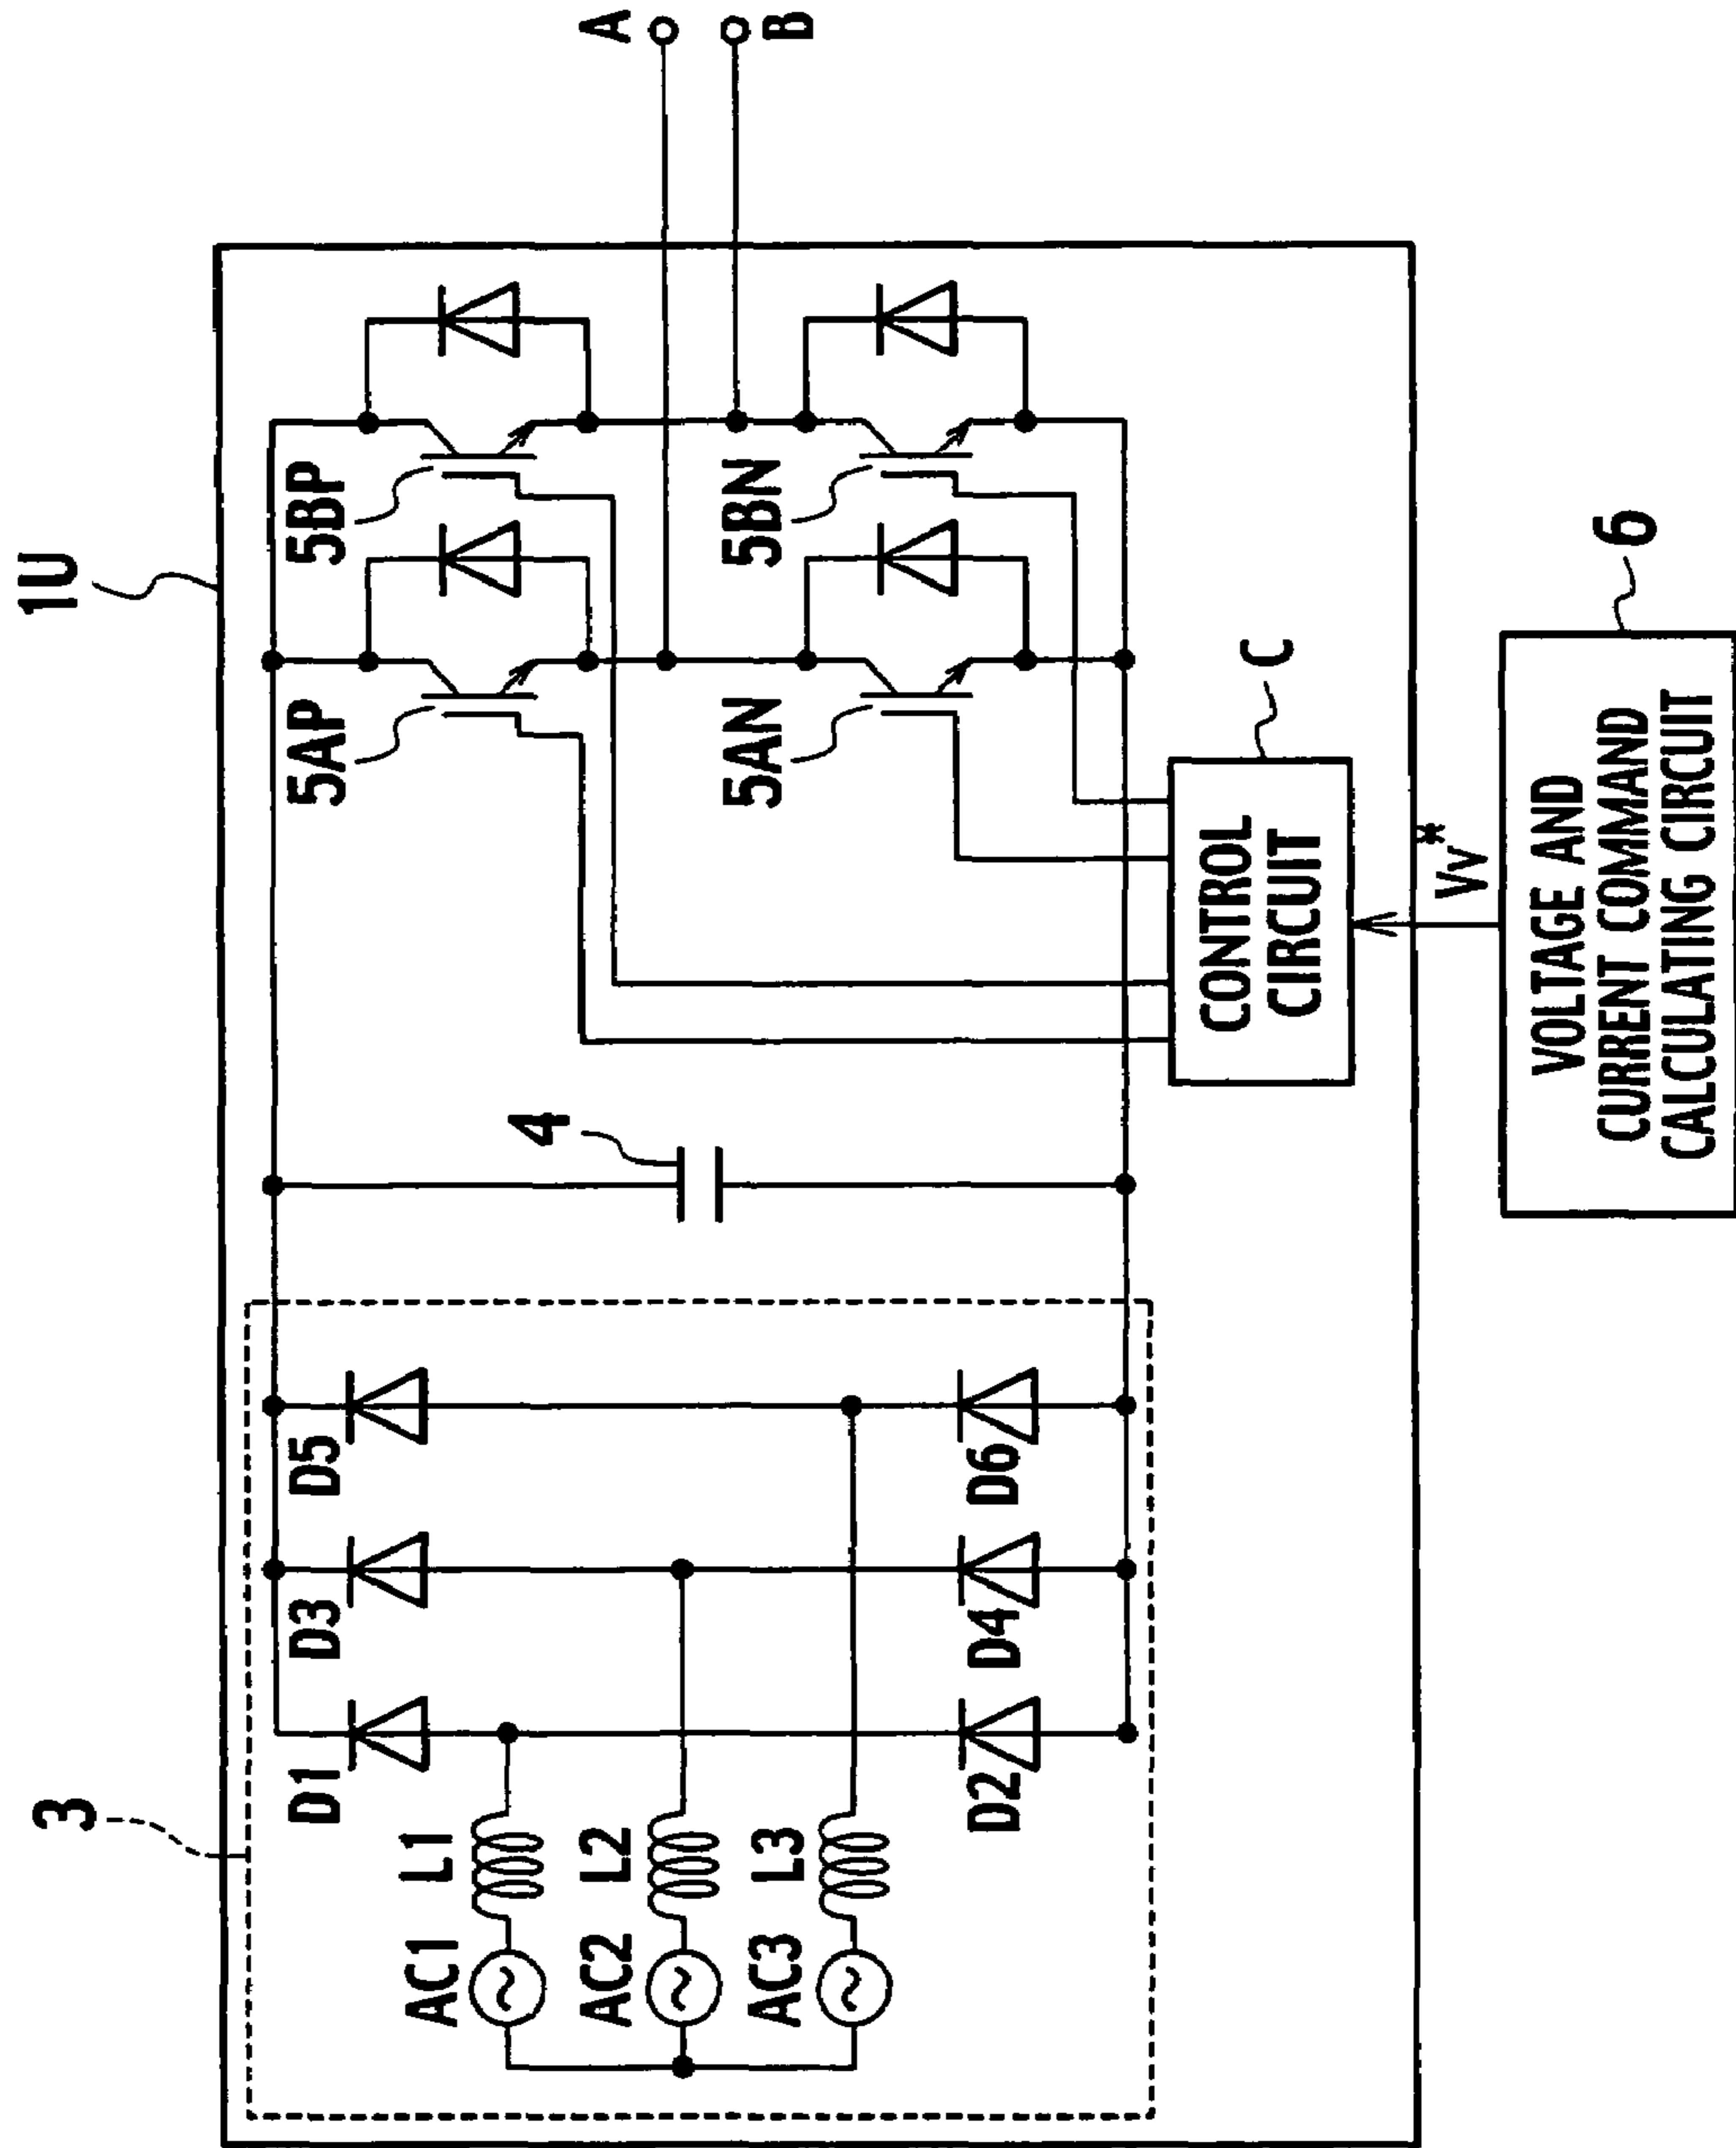 1U
3
A
B
D1
D3
D5
4
5AP
5BP
AC1
L1
AC2
L2
AC3
L3
5AN
5BN
D2
D4
D6
CONTROL
CIRCUIT
C
Vv*
VOLTAGE AND
CURRENT COMMAND
CALCULATING CIRCUIT
6